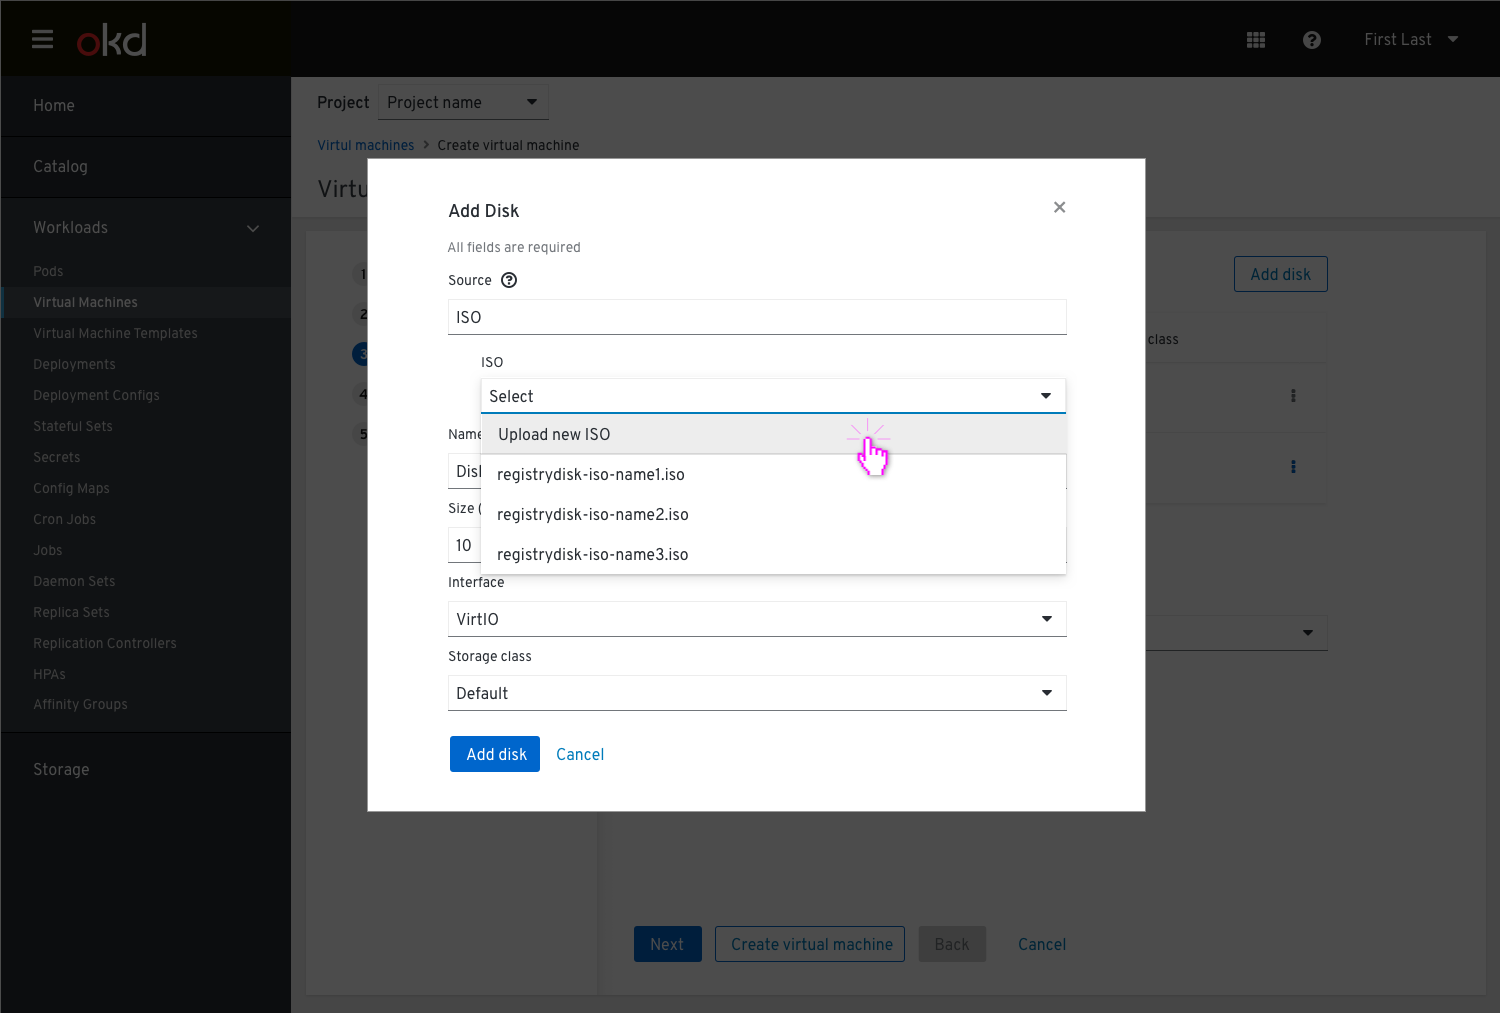 okd
First Last
Home
Catalog
Workloads
Pods
Virtual Machines
Virtual Machine Templates
Deployments
Deployment Configs
Stateful Sets
Secrets
Config Maps
Cron Jobs
Jobs
Daemon Sets
Replica Sets
Replication Controllers
HPAs
Affinity Groups
Storage
Project Project name
Virtul machines > Create virtual machine
Virtu
1
2
3
4
5
Add disk
class
Add Disk
All fields are required
Source
ISO
ISO
Select
Upload new ISO
registrydisk-iso-name1.iso
registrydisk-iso-name2.iso
registrydisk-iso-name3.iso
Name
Dis
Size (
10
Interface
VirtIO
Storage class
Default
Add disk Cancel
Next Create virtual machine Back Cancel